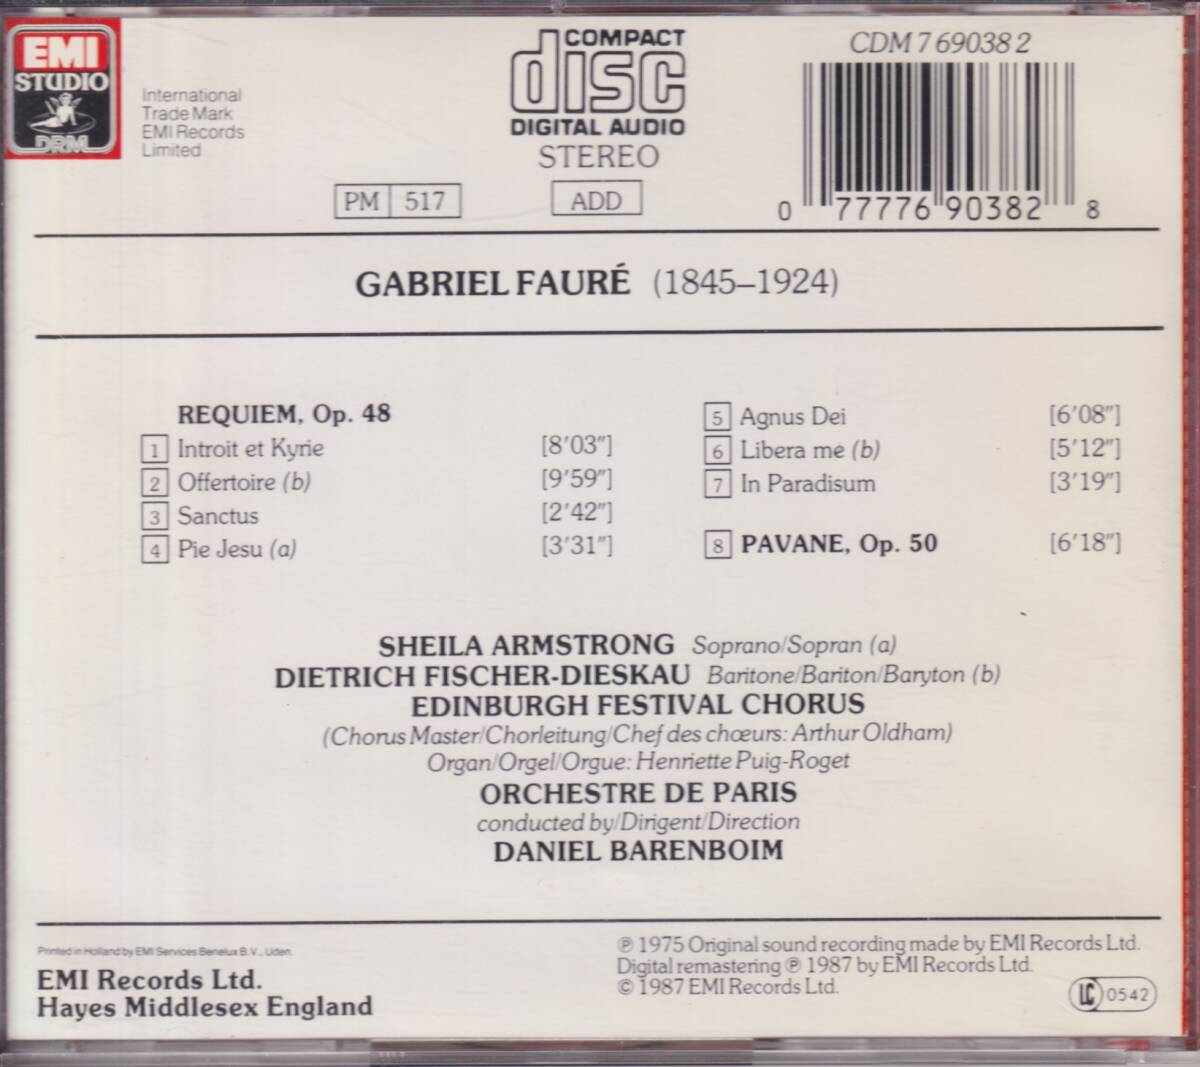 EMI
STUDIO
DRM
International
Trade Mark
EMI Records
Limited
COMPACT
disc
DIGITAL AUDIO
STEREO
PM 517
ADD
CDM 7 69038 2
0 77776 90382 8
GABRIEL FAURÉ (1845–1924)
REQUIEM, Op. 48
1 Introit et Kyrie [8'03"]
2 Offertoire (b) [9'59"]
3 Sanctus [2'42"]
4 Pie Jesu (a) [3'31"]
5 Agnus Dei [6'08"]
6 Libera me (b) [5'12"]
7 In Paradisum [3'19"]
8 PAVANE, Op. 50 [6'18"]
SHEILA ARMSTRONG Soprano/Sopran (a)
DIETRICH FISCHER-DIESKAU Baritone/Bariton/Baryton (b)
EDINBURGH FESTIVAL CHORUS
(Chorus Master/Chorleitung/Chef des chœurs: Arthur Oldham)
Organ/Orgel/Orgue: Henriette Puig-Roget
ORCHESTRE DE PARIS
conducted by/Dirigent/Direction
DANIEL BARENBOIM
Printed in Holland by EMI Services Benelux B.V., Uden.
EMI Records Ltd.
Hayes Middlesex England
℗ 1975 Original sound recording made by EMI Records Ltd.
Digital remastering ℗ 1987 by EMI Records Ltd.
© 1987 EMI Records Ltd.
LC 0542